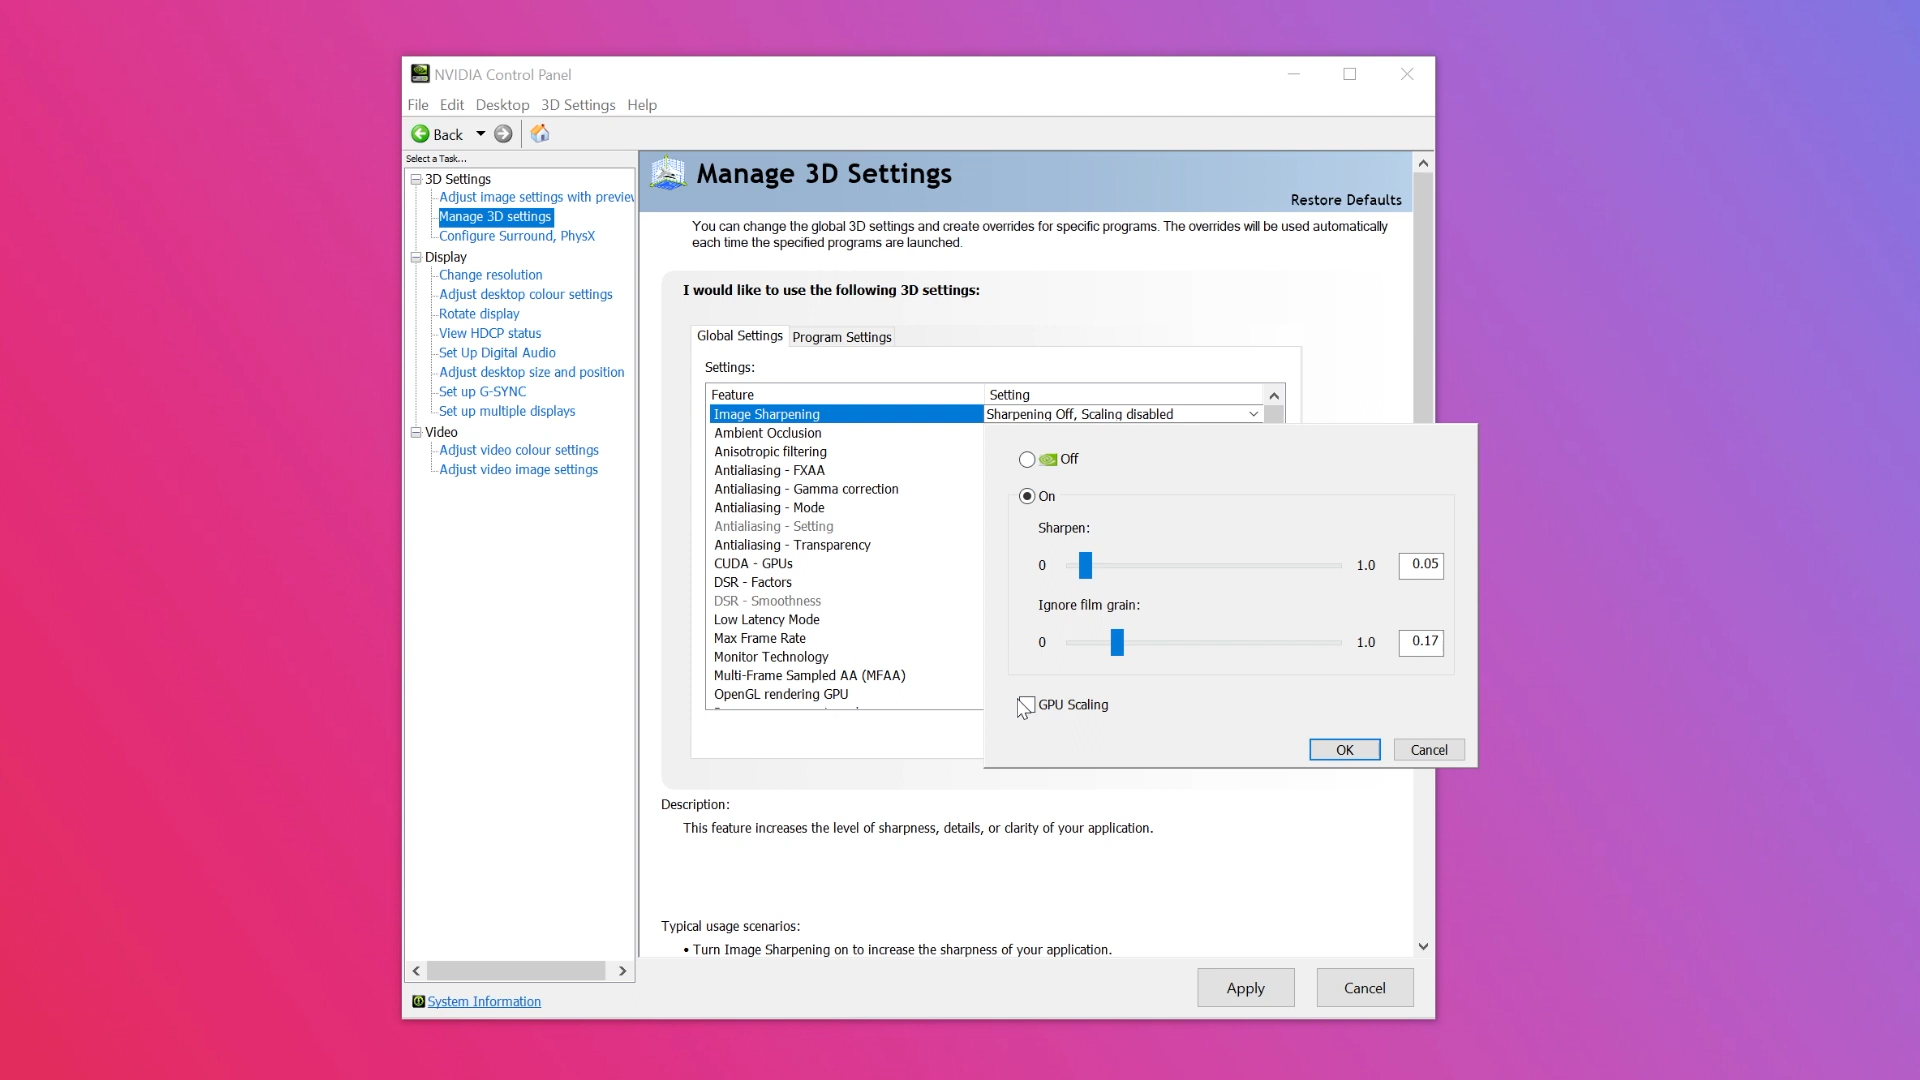 NVIDIA Control Panel
File Edit Desktop 3D Settings Help
Back
Select a Task...
3D Settings
Adjust image settings with preview
Manage 3D settings
Configure Surround, PhysX
Display
Change resolution
Adjust desktop colour settings
Rotate display
View HDCP status
Set Up Digital Audio
Adjust desktop size and position
Set up G-SYNC
Set up multiple displays
Video
Adjust video colour settings
Adjust video image settings
System Information
Manage 3D Settings
Restore Defaults
You can change the global 3D settings and create overrides for specific programs. The overrides will be used automatically
each time the specified programs are launched.
I would like to use the following 3D settings:
Global Settings Program Settings
Settings:
Feature Setting
Image Sharpening Sharpening Off, Scaling disabled
Ambient Occlusion
Anisotropic filtering
Antialiasing - FXAA
Antialiasing - Gamma correction
Antialiasing - Mode
Antialiasing - Setting
Antialiasing - Transparency
CUDA - GPUs
DSR - Factors
DSR - Smoothness
Low Latency Mode
Max Frame Rate
Monitor Technology
Multi-Frame Sampled AA (MFAA)
OpenGL rendering GPU
Off
On
Sharpen:
0 1.0 0.05
Ignore film grain:
0 1.0 0.17
GPU Scaling
OK Cancel
Description:
This feature increases the level of sharpness, details, or clarity of your application.
Typical usage scenarios:
• Turn Image Sharpening on to increase the sharpness of your application.
Apply Cancel